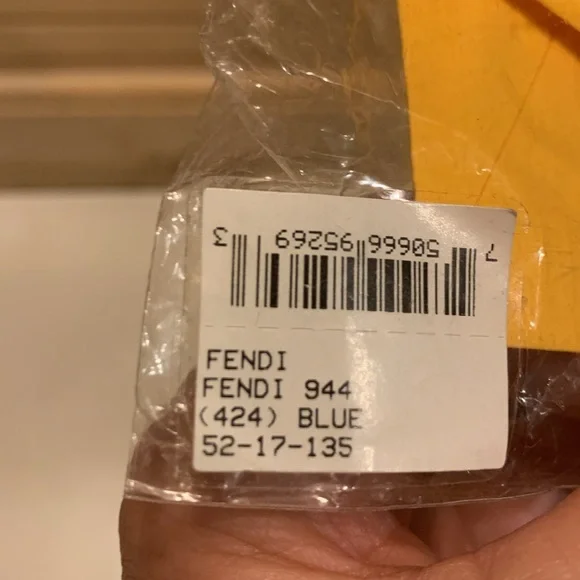 7 50666 95269 3
FENDI
FENDI 944
(424) BLUE
52-17-135